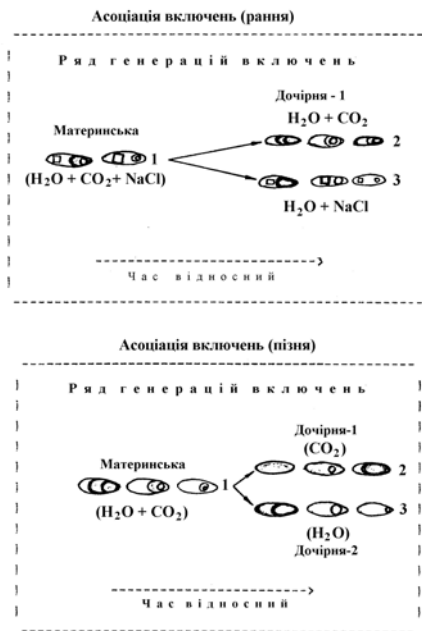 Асоціація включень (рання)
Ряд генерацій включень
Дочірня - 1
H₂O + CO₂
Материнська
2
1
(H₂O + CO₂+ NaCl)
3
H₂O + NaCl
Час відносний
Асоціація включень (пізня)
Ряд генерацій включень
Дочірня-1
(CO₂)
Материнська
2
1
(H₂O + CO₂)
3
(H₂O)
Дочірня-2
Час відносний